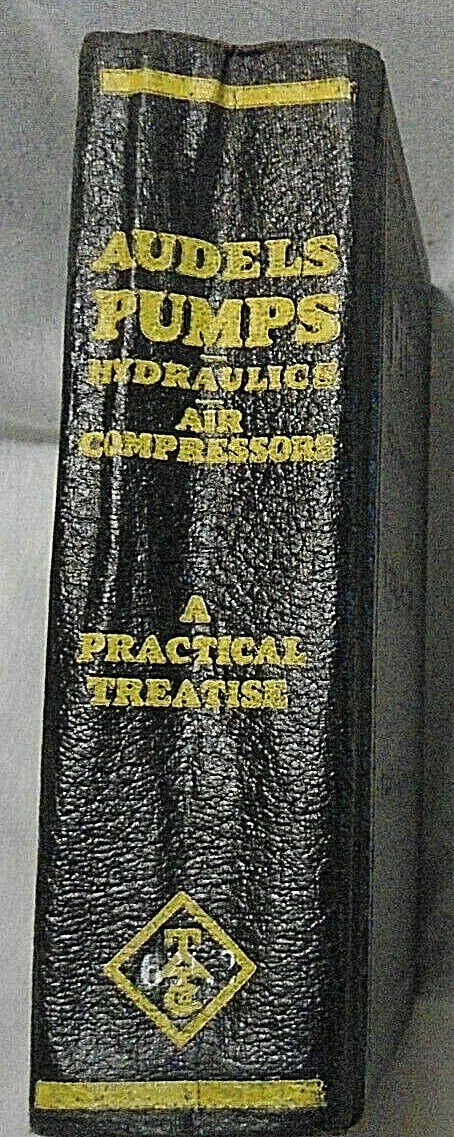 AUDELS
PUMPS
HYDRAULICS
AIR
COMPRESSORS
A
PRACTICAL
TREATISE